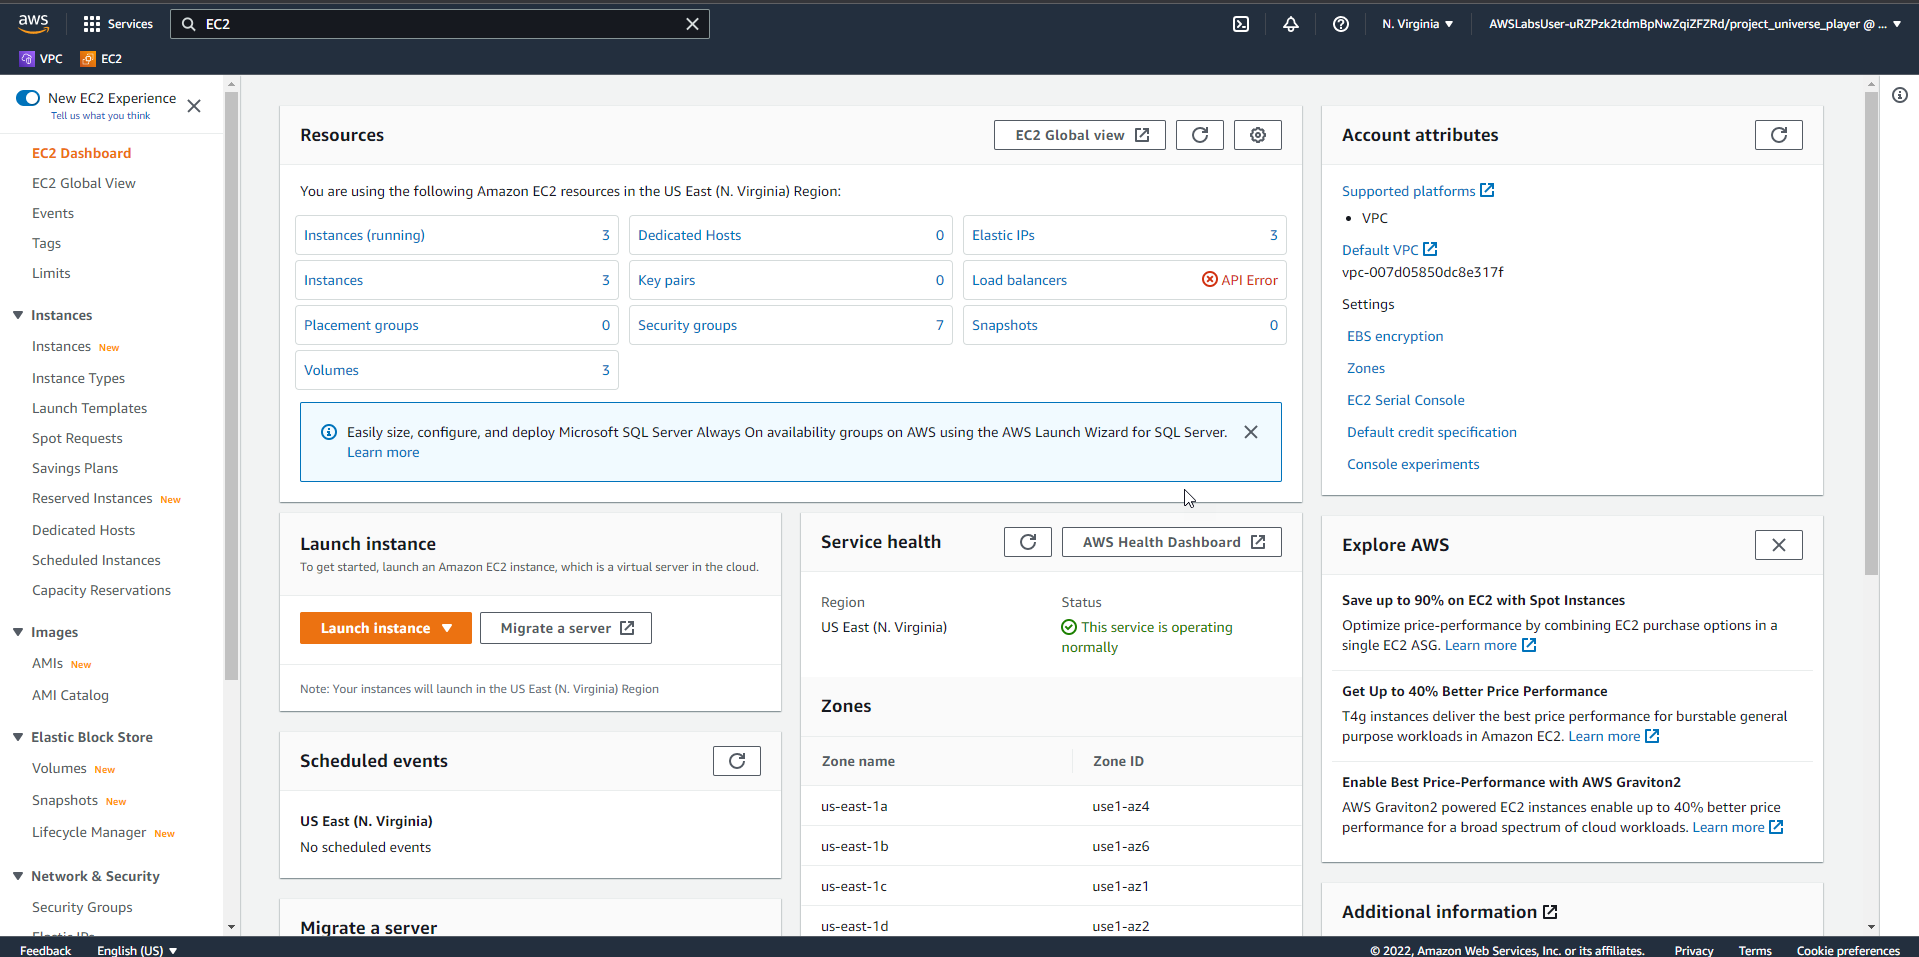 aws
Services
EC2
N. Virginia
AWSLabsUser-uRZPzk2tdmBpNwZqiZFZRd/project_universe_player @ ...
VPC
EC2
New EC2 Experience
Tell us what you think
EC2 Dashboard
EC2 Global View
Events
Tags
Limits
Instances
Instances New
Instance Types
Launch Templates
Spot Requests
Savings Plans
Reserved Instances New
Dedicated Hosts
Scheduled Instances
Capacity Reservations
Images
AMIs New
AMI Catalog
Elastic Block Store
Volumes New
Snapshots New
Lifecycle Manager New
Network & Security
Security Groups
Elastic IPs
Resources
EC2 Global view
You are using the following Amazon EC2 resources in the US East (N. Virginia) Region:
Instances (running) 3
Dedicated Hosts 0
Elastic IPs 3
Instances 3
Key pairs 0
Load balancers API Error
Placement groups 0
Security groups 7
Snapshots 0
Volumes 3
Easily size, configure, and deploy Microsoft SQL Server Always On availability groups on AWS using the AWS Launch Wizard for SQL Server.
Learn more
Launch instance
To get started, launch an Amazon EC2 instance, which is a virtual server in the cloud.
Launch instance
Migrate a server
Note: Your instances will launch in the US East (N. Virginia) Region
Scheduled events
US East (N. Virginia)
No scheduled events
Migrate a server
Service health
AWS Health Dashboard
Region
US East (N. Virginia)
Status
This service is operating
normally
Zones
Zone name Zone ID
us-east-1a use1-az4
us-east-1b use1-az6
us-east-1c use1-az1
us-east-1d use1-az2
Account attributes
Supported platforms
VPC
Default VPC
vpc-007d05850dc8e317f
Settings
EBS encryption
Zones
EC2 Serial Console
Default credit specification
Console experiments
Explore AWS
Save up to 90% on EC2 with Spot Instances
Optimize price-performance by combining EC2 purchase options in a
single EC2 ASG. Learn more
Get Up to 40% Better Price Performance
T4g instances deliver the best price performance for burstable general
purpose workloads in Amazon EC2. Learn more
Enable Best Price-Performance with AWS Graviton2
AWS Graviton2 powered EC2 instances enable up to 40% better price
performance for a broad spectrum of cloud workloads. Learn more
Additional information
Feedback
English (US)
© 2022, Amazon Web Services, Inc. or its affiliates.
Privacy
Terms
Cookie preferences